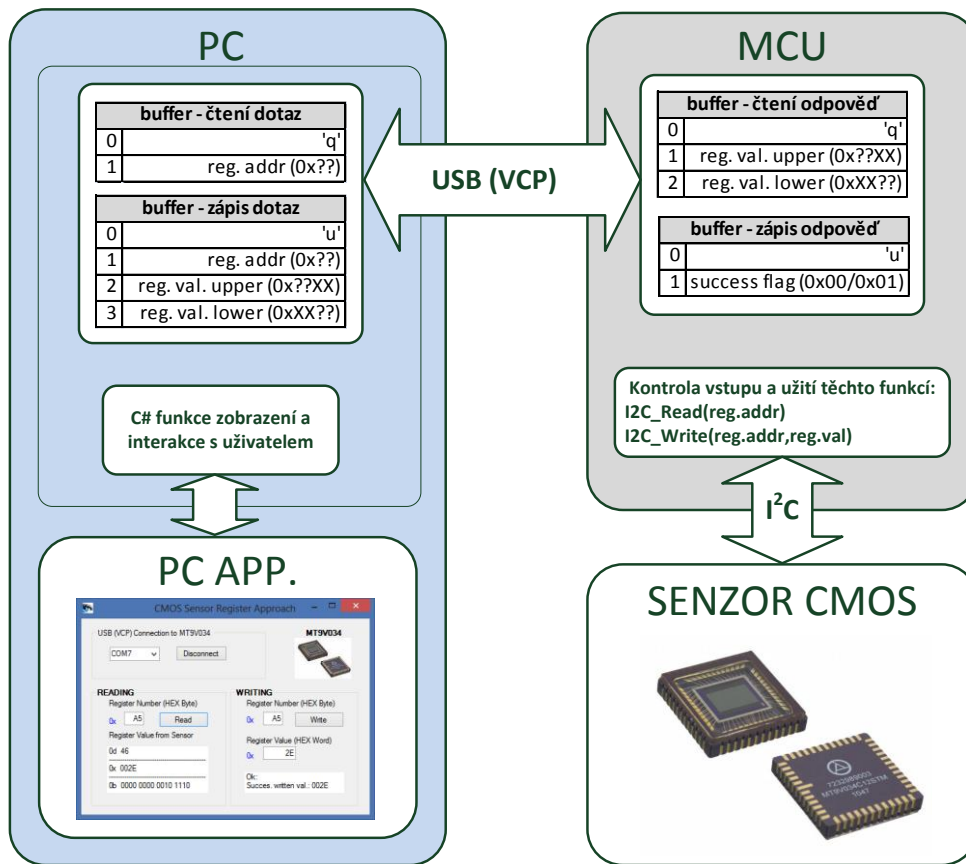 PC
buffer - čtení dotaz
0 'q'
1 reg. addr (0x??)
buffer - zápis dotaz
0 'u'
1 reg. addr (0x??)
2 reg. val. upper (0x??XX)
3 reg. val. lower (0xXX??)
C# funkce zobrazení a
interakce s uživatelem
USB (VCP)
MCU
buffer - čtení odpověď
0 'q'
1 reg. val. upper (0x??XX)
2 reg. val. lower (0xXX??)
buffer - zápis odpověď
0 'u'
1 success flag (0x00/0x01)
Kontrola vstupu a užití těchto funkcí:
I2C_Read(reg.addr)
I2C_Write(reg.addr,reg.val)
I²C
PC APP.
CMOS Sensor Register Approach
USB (VCP) Connection to MT9V034
MT9V034
COM7 Disconnect
READING
Register Number (HEX Byte)
0x A5 Read
Register Value from Sensor
0d 46
0x 002E
0b 0000 0000 0010 1110
WRITING
Register Number (HEX Byte)
0x A5 Write
Register Value (HEX Word)
0x 2E
Ok:
Succes. written val.: 002E
SENZOR CMOS
7232989003
MT9V034C12STM
1047